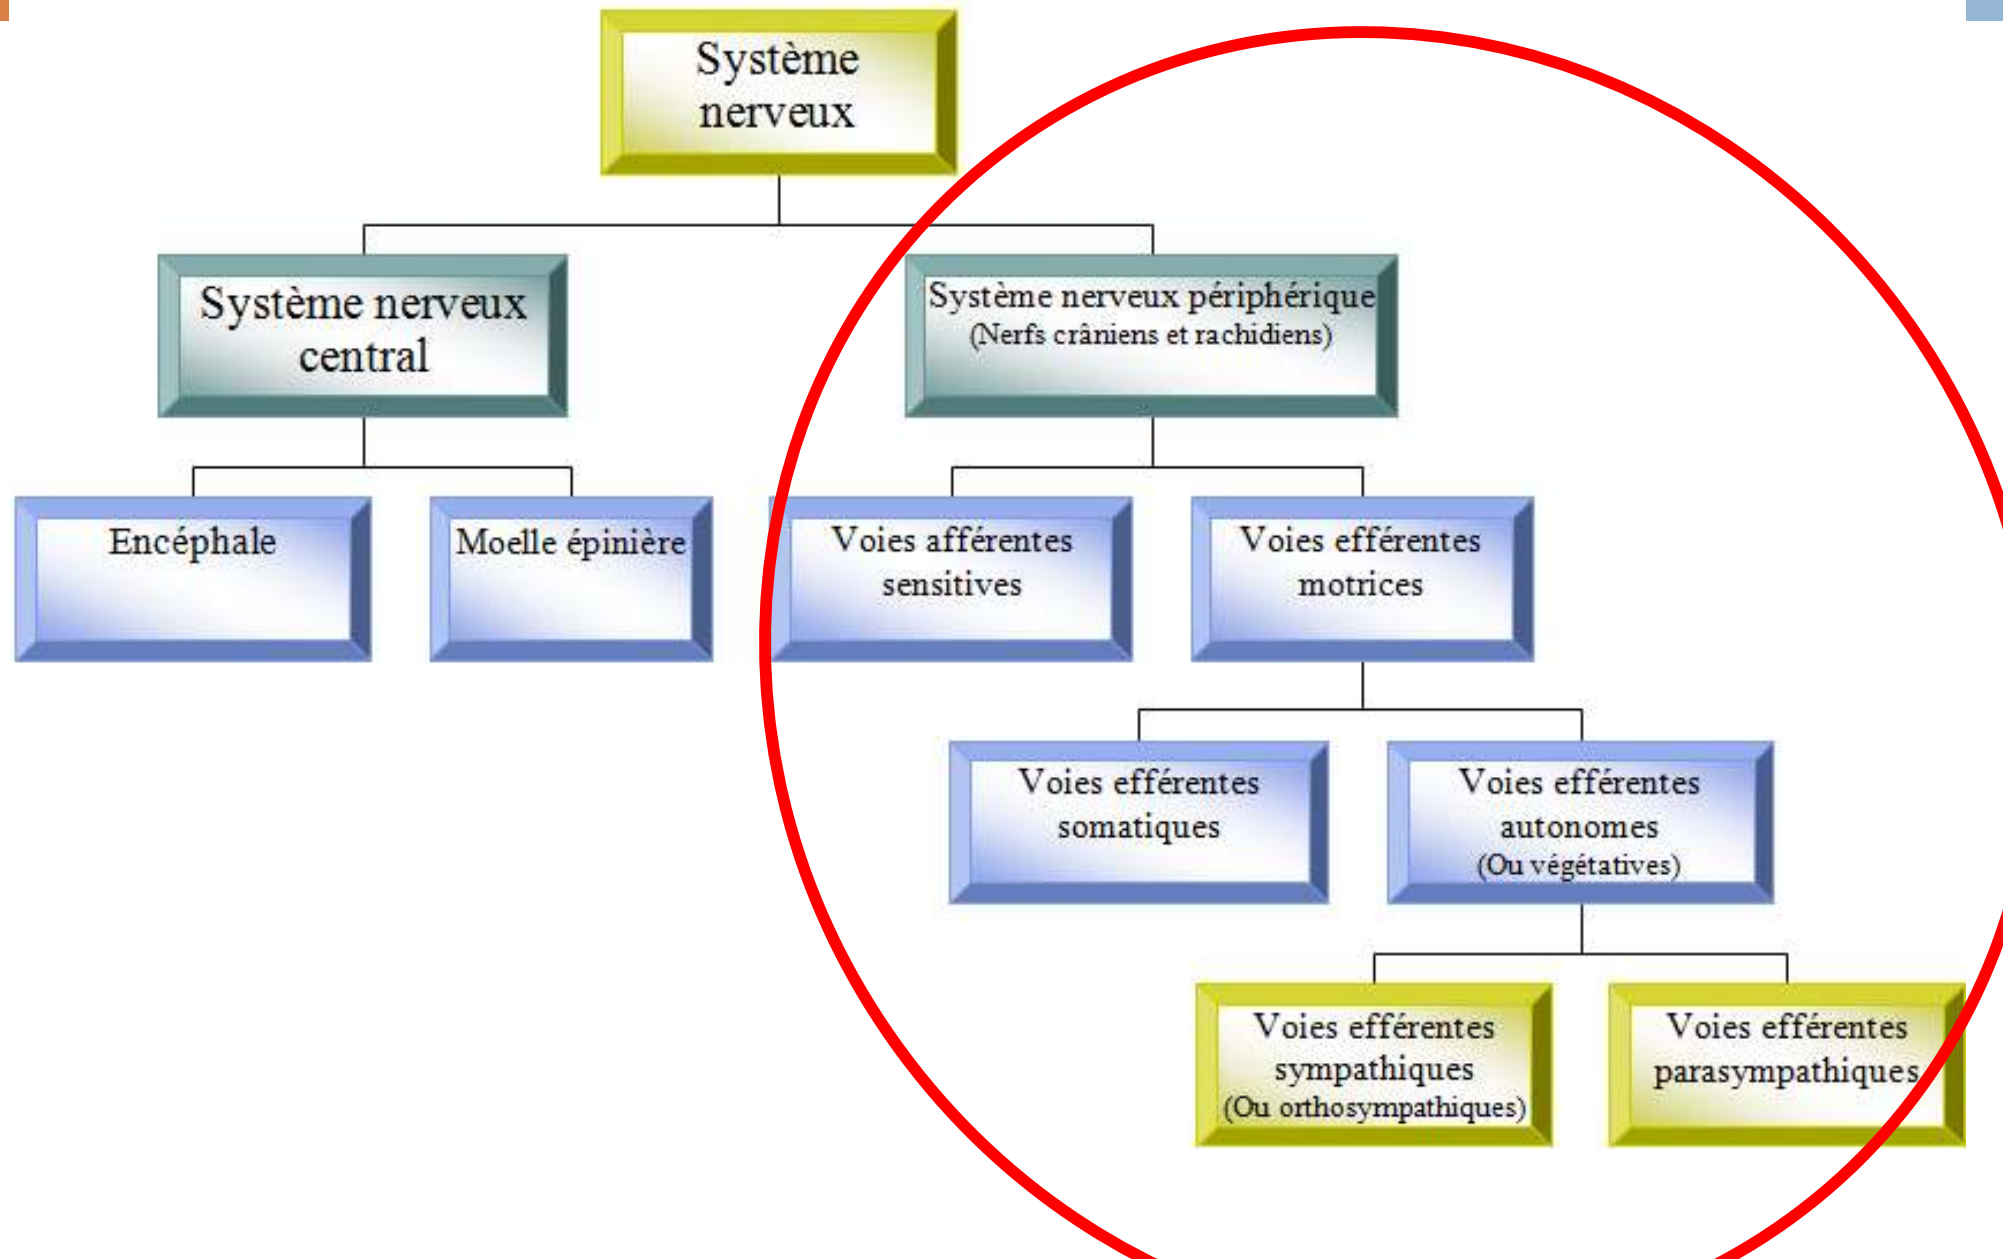 Système
nerveux
Système nerveux
central
Système nerveux périphérique
(Nerfs crâniens et rachidiens)
Encéphale
Moelle épinière
Voies afférentes
sensitives
Voies efférentes
motrices
Voies efférentes
somatiques
Voies efférentes
autonomes
(Ou végétatives)
Voies efférentes
sympathiques
(Ou orthosympathiques)
Voies efférentes
parasympathiques